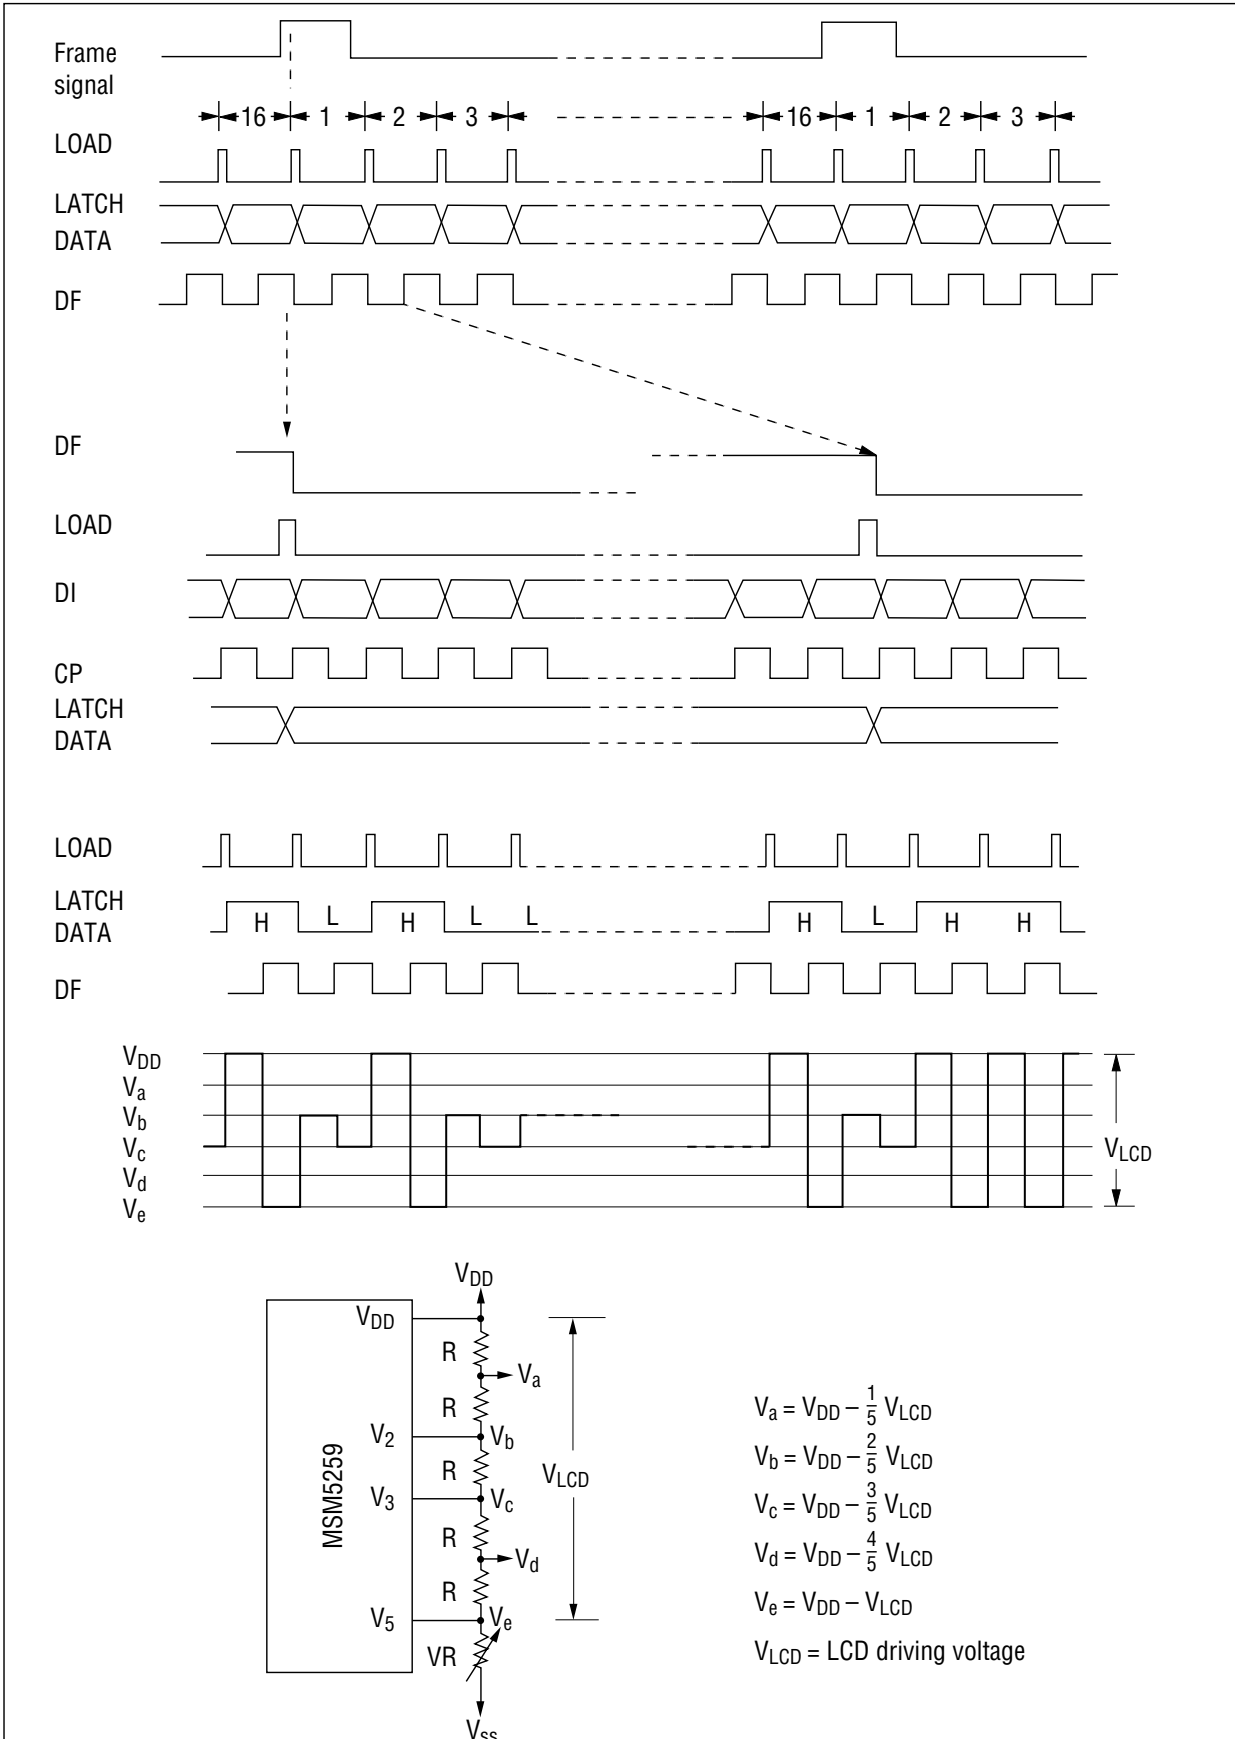 Frame
signal
16 1 2 3 16 1 2 3
LOAD
LATCH
DATA
DF
DF
LOAD
DI
CP
LATCH
DATA
LOAD
LATCH
DATA
H L H L L H L H H
DF
VDD
Va
Vb
Vc
Vd
Ve
VLCD
VDD
VDD
R
Va
R
V2
Vb
R
VLCD
V3
Vc
R
Vd
R
V5
Ve
VR
Vss
MSM5259
Va = VDD – 1/5 VLCD
Vb = VDD – 2/5 VLCD
Vc = VDD – 3/5 VLCD
Vd = VDD – 4/5 VLCD
Ve = VDD – VLCD
VLCD = LCD driving voltage